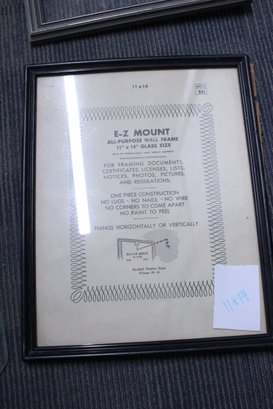 11 x 14
E-Z MOUNT
ALL-PURPOSE WALL FRAME
11" x 14" GLASS SIZE
FOR FRAMING DOCUMENTS,
CERTIFICATES, LICENSES, LISTS,
NOTICES, PHOTOS, PICTURES,
AND REGULATIONS.
ONE PIECE CONSTRUCTION
NO LUGS - NO NAILS - NO WIRE
NO CORNERS TO COME APART
NO PAINT TO PEEL
HANGS HORIZONTALLY OR VERTICALLY
11x14